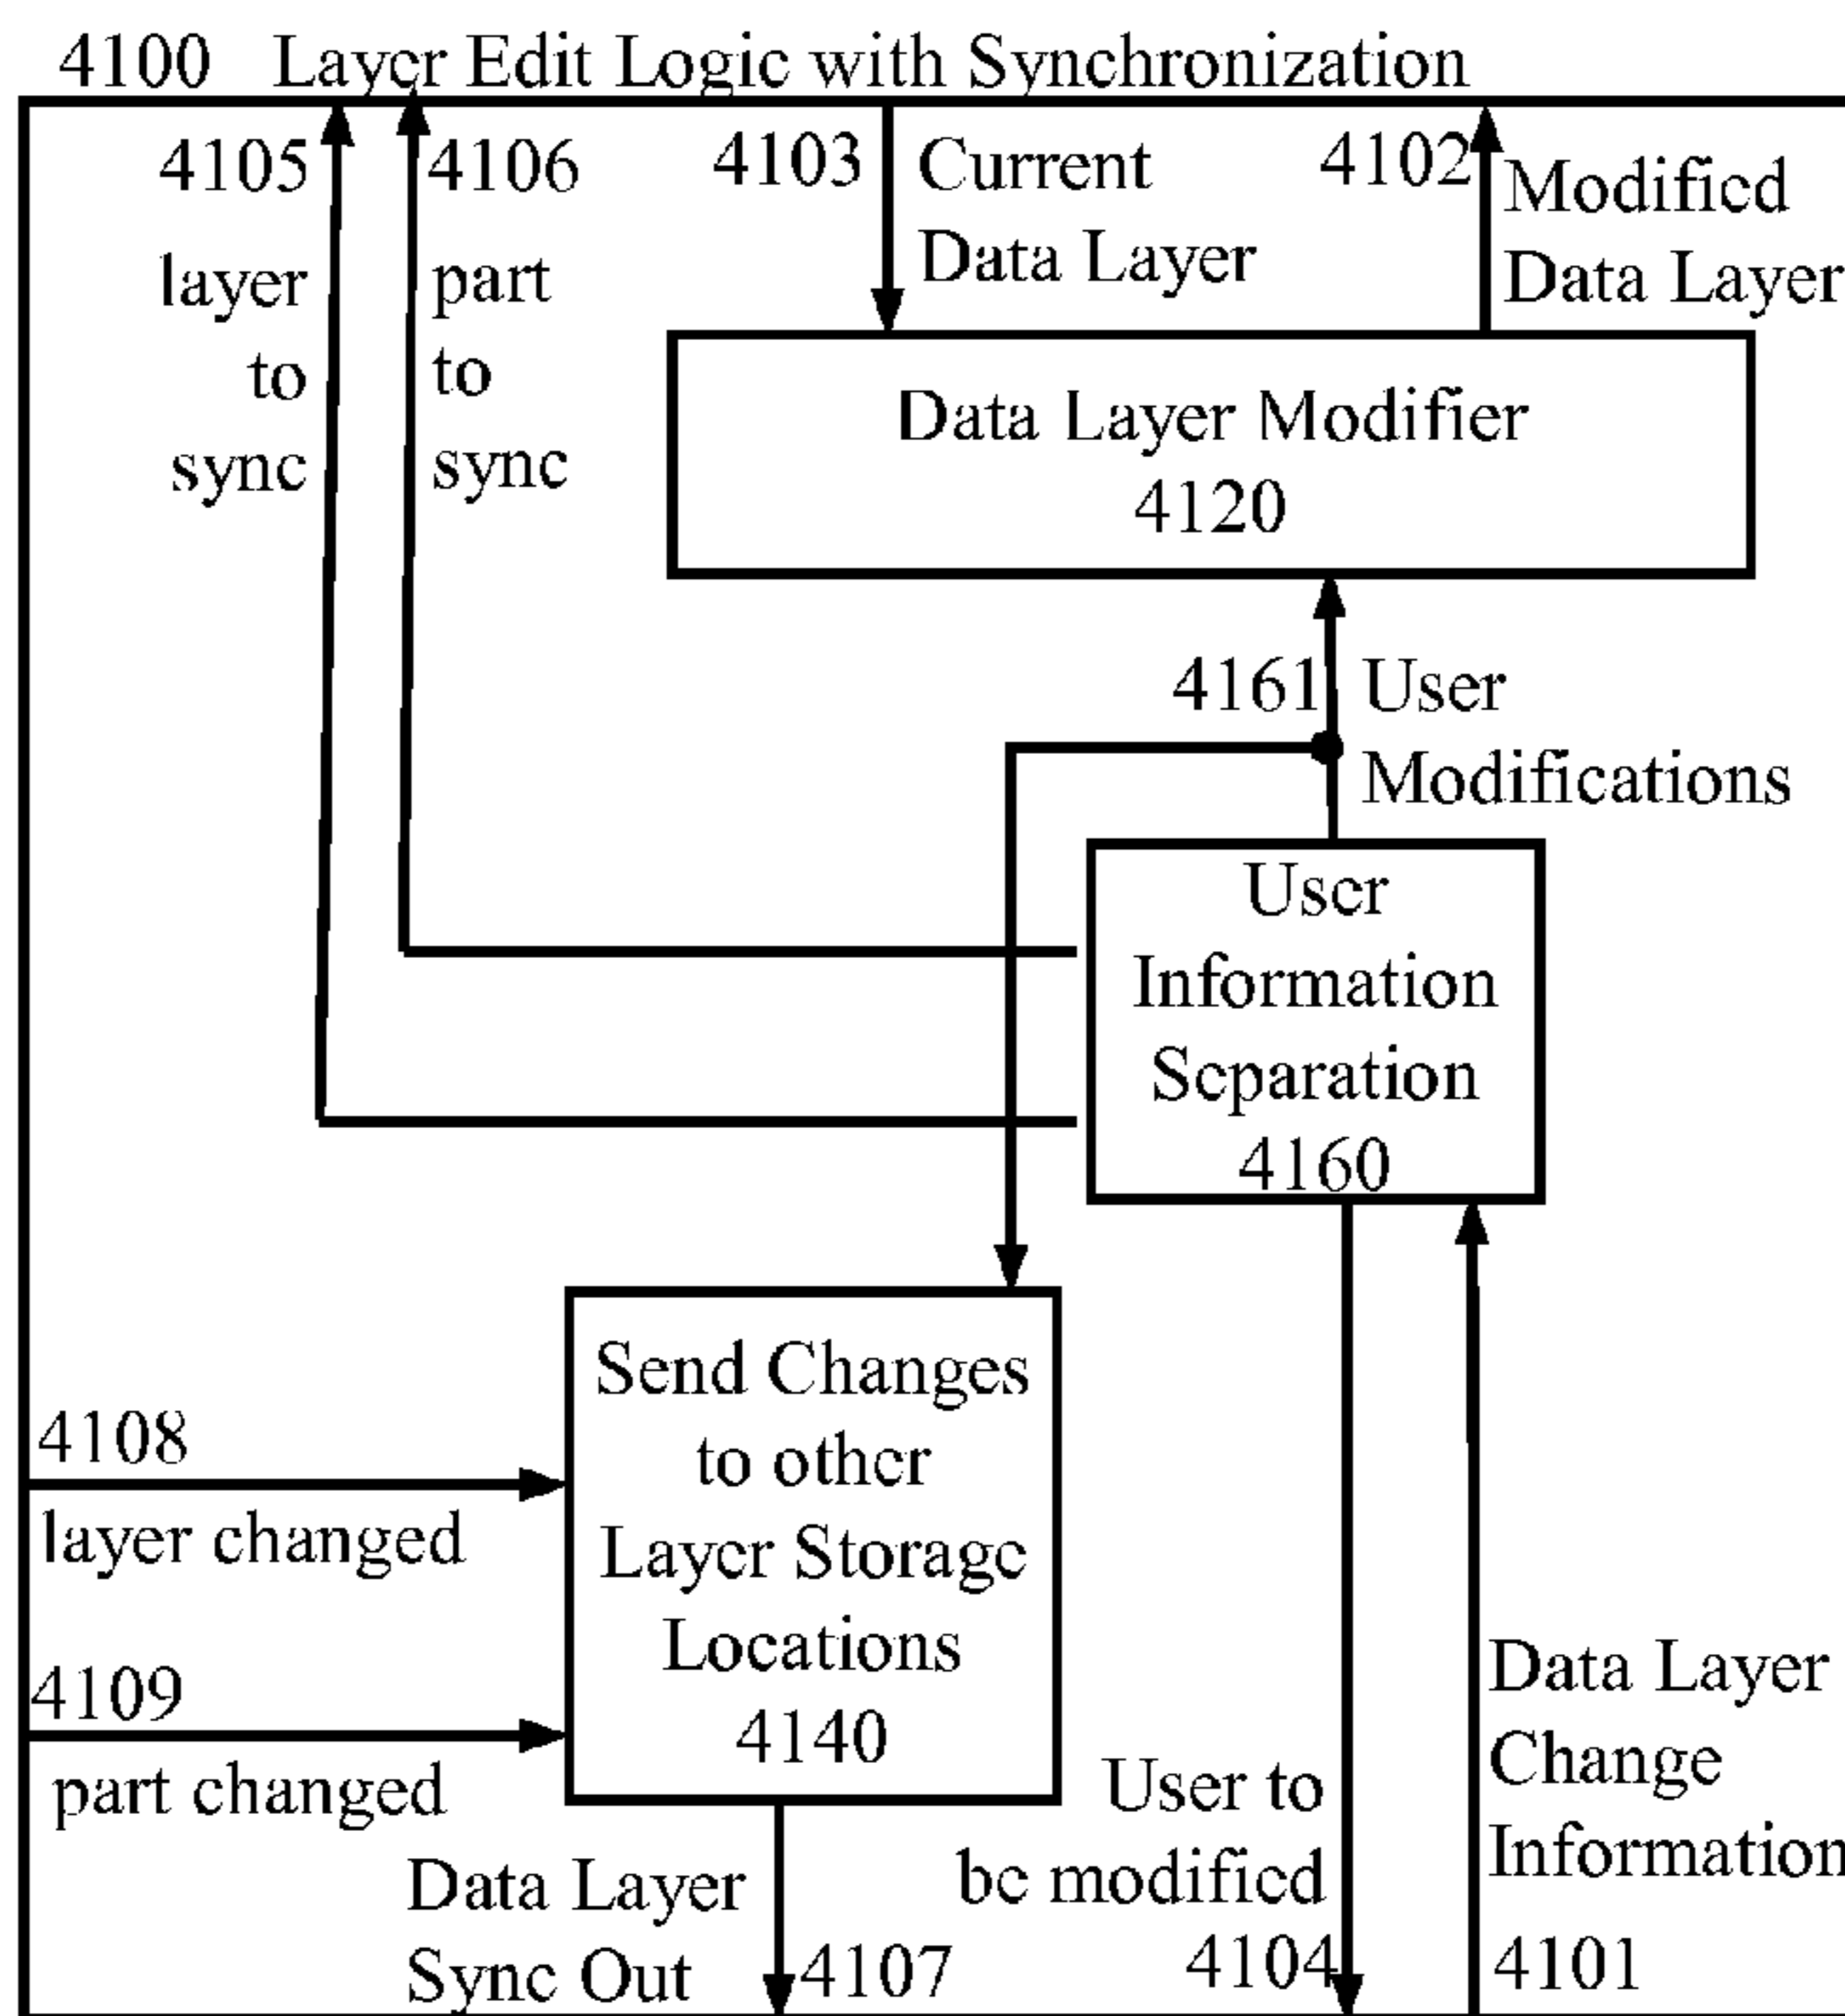 4100 Layer Edit Logic with Synchronization
4105
layer
to
sync
4106
part
to
sync
4103
Current
Data Layer
4102
Modified
Data Layer
Data Layer Modifier
4120
4161
User
Modifications
User
Information
Separation
4160
Send Changes
to other
Layer Storage
Locations
4140
4108
layer changed
4109
part changed
Data Layer
Sync Out
4107
User to
be modified
4104
Data Layer
Change
Information
4101